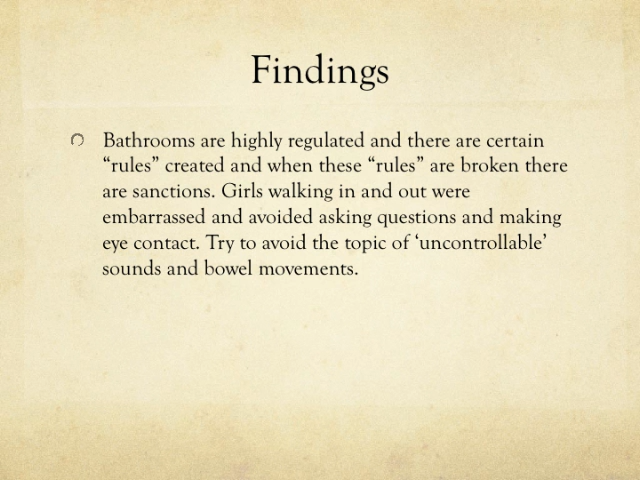 Findings
Bathrooms are highly regulated and there are certain
“rules” created and when these “rules” are broken there
are sanctions. Girls walking in and out were
embarrassed and avoided asking questions and making
eye contact. Try to avoid the topic of ‘uncontrollable’
sounds and bowel movements.